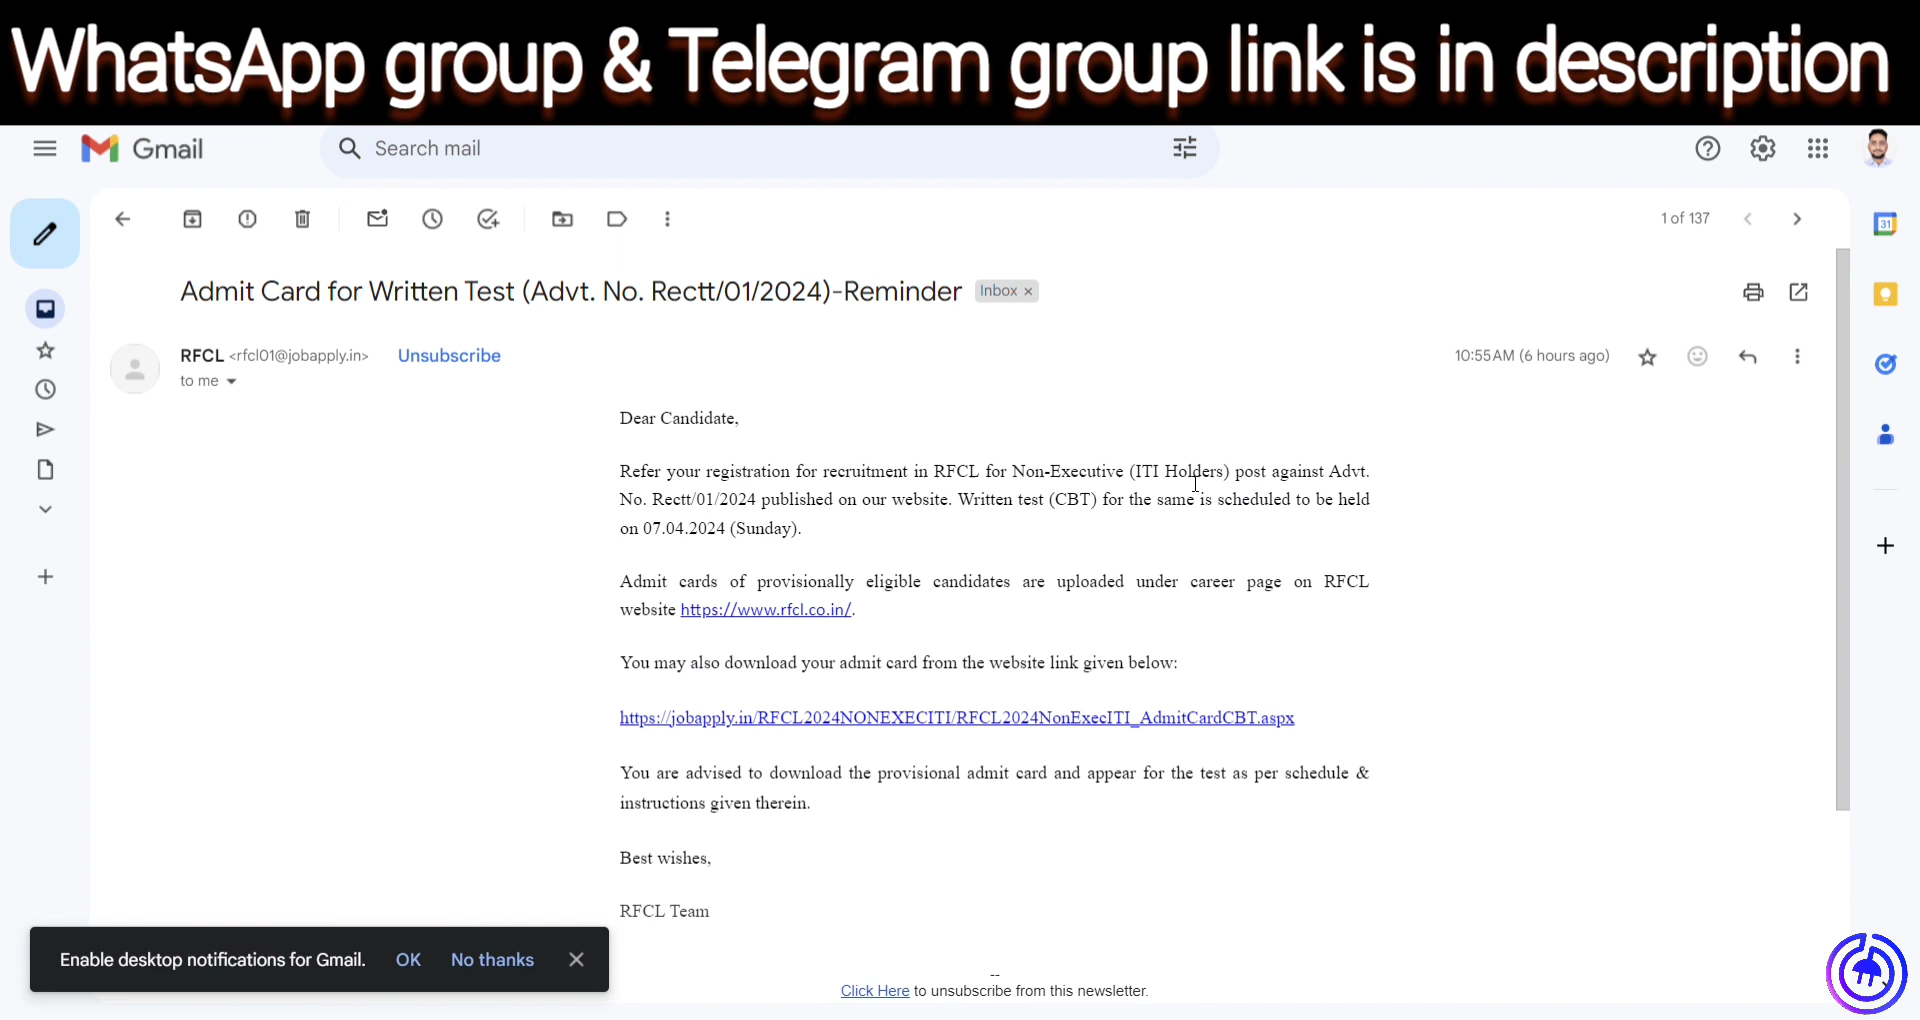 WhatsApp group & Telegram group link is in description
Gmail
Search mail
1 of 137
31
Admit Card for Written Test (Advt. No. Rectt/01/2024)-Reminder
Inbox ×
RFCL <rfcl01@jobapply.in> Unsubscribe
10:55 AM (6 hours ago)
to me
Dear Candidate,
Refer your registration for recruitment in RFCL for Non-Executive (ITI Holders) post against Advt.
No. Rectt/01/2024 published on our website. Written test (CBT) for the same is scheduled to be held
on 07.04.2024 (Sunday).
Admit cards of provisionally eligible candidates are uploaded under career page on RFCL
website https://www.rfcl.co.in/.
You may also download your admit card from the website link given below:
https://jobapply.in/RFCL2024NONEXECITI/RFCL2024NonExecITI_AdmitCardCBT.aspx
You are advised to download the provisional admit card and appear for the test as per schedule &
instructions given therein.
Best wishes,
RFCL Team
Enable desktop notifications for Gmail. OK No thanks
--
Click Here to unsubscribe from this newsletter.